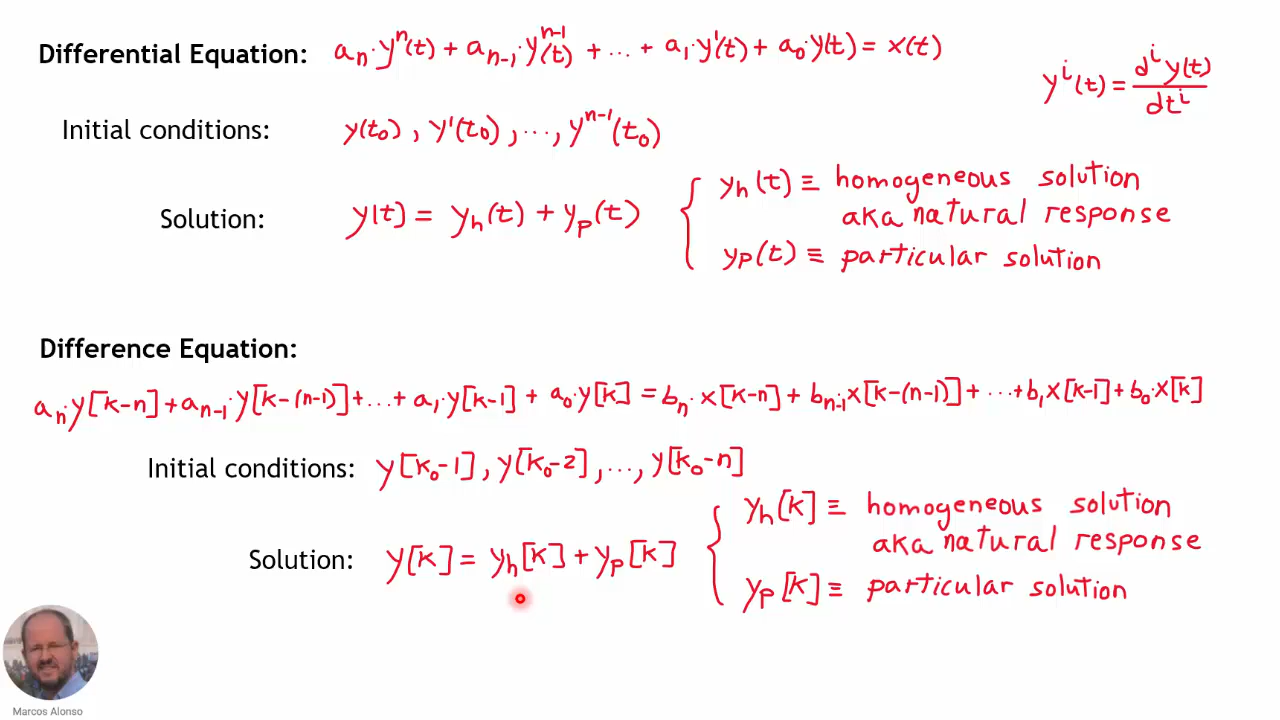 Differential Equation: aₙ·yⁿ(t) + aₙ₋₁·yⁿ⁻¹(t) + ... + a₁·y'(t) + a₀·y(t) = x(t)
yⁱ(t) = dⁱy(t)/dtⁱ
Initial conditions: y(t₀), y'(t₀), ..., yⁿ⁻¹(t₀)
Solution: y(t) = yₕ(t) + yₚ(t)
yₕ(t) ≡ homogeneous solution
aka natural response
yₚ(t) ≡ particular solution
Difference Equation:
aₙ·y[k-n] + aₙ₋₁·y[k-(n-1)] + ... + a₁·y[k-1] + a₀·y[k] = bₙ·x[k-n] + bₙ₋₁·x[k-(n-1)] + ... + b₁·x[k-1] + b₀·x[k]
Initial conditions: y[k₀-1], y[k₀-2], ..., y[k₀-n]
Solution: y[k] = yₕ[k] + yₚ[k]
yₕ[k] ≡ homogeneous solution
aka natural response
yₚ[k] ≡ particular solution
Marcos Alonso